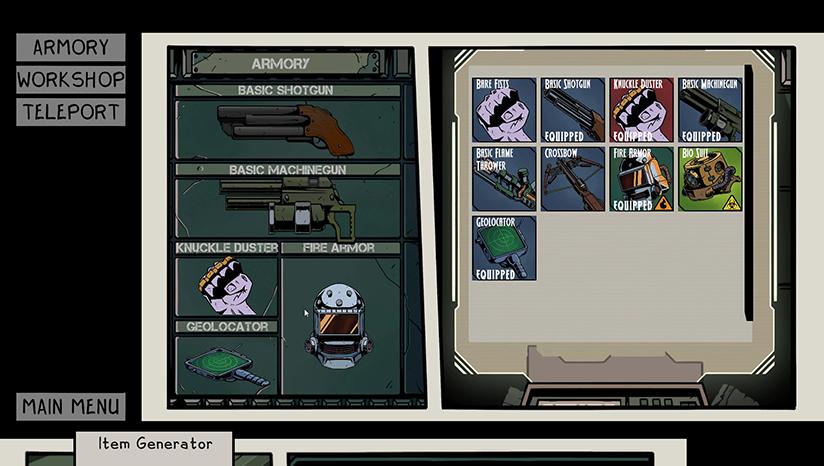 ARMORY
WORKSHOP
TELEPORT
MAIN MENU
ARMORY
BASIC SHOTGUN
BASIC MACHINEGUN
KNUCKLE DUSTER
FIRE ARMOR
GEOLOCATOR
BARE FISTS
BASIC SHOTGUN
EQUIPPED
KNUCKLE DUSTER
EQUIPPED
BASIC MACHINEGUN
EQUIPPED
BASIC FLAME
THROWER
CROSSBOW
FIRE ARMOR
EQUIPPED
BIO SUIT
GEOLOCATOR
EQUIPPED
Item Generator